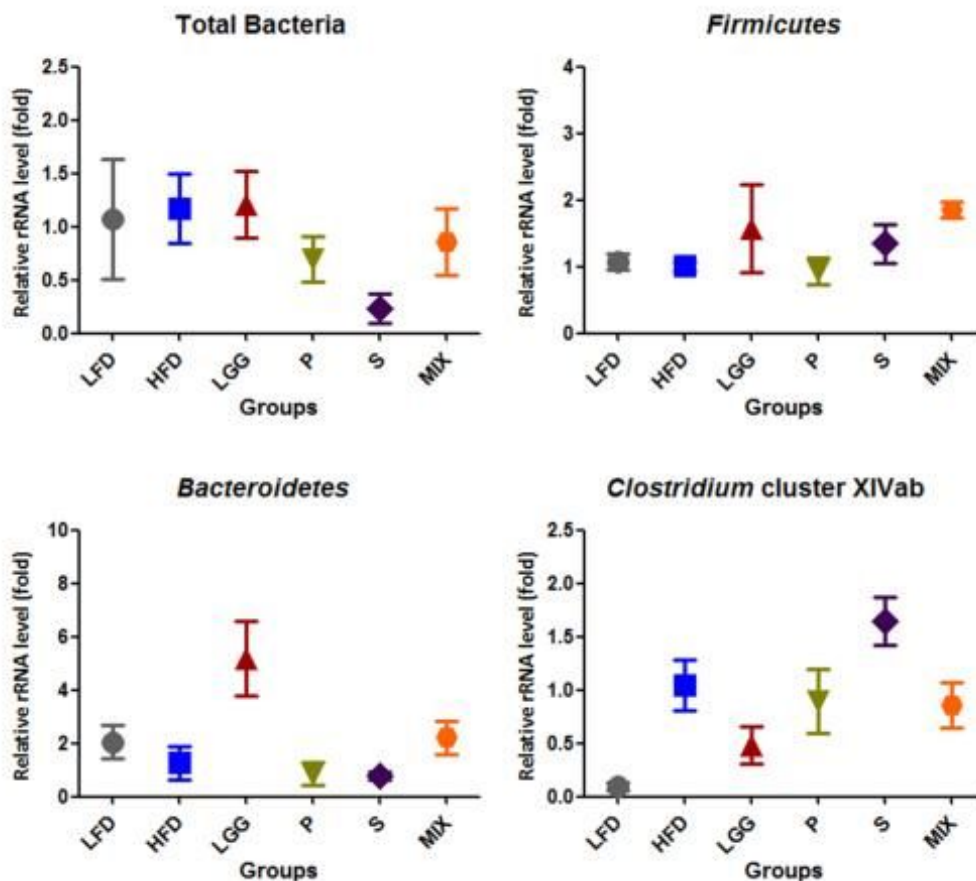 Total Bacteria
Relative rRNA level (fold)
2.5
2.0
1.5
1.0
0.5
0.0
LFD
HFD
LGG
P
S
MIX
Groups
Firmicutes
Relative rRNA level (fold)
4
3
2
1
0
LFD
HFD
LGG
P
S
MIX
Groups
Bacteroidetes
Relative rRNA level (fold)
10
8
6
4
2
0
LFD
HFD
LGG
P
S
MIX
Groups
Clostridium cluster XIVab
Relative rRNA level (fold)
2.5
2.0
1.5
1.0
0.5
0.0
LFD
HFD
LGG
P
S
MIX
Groups